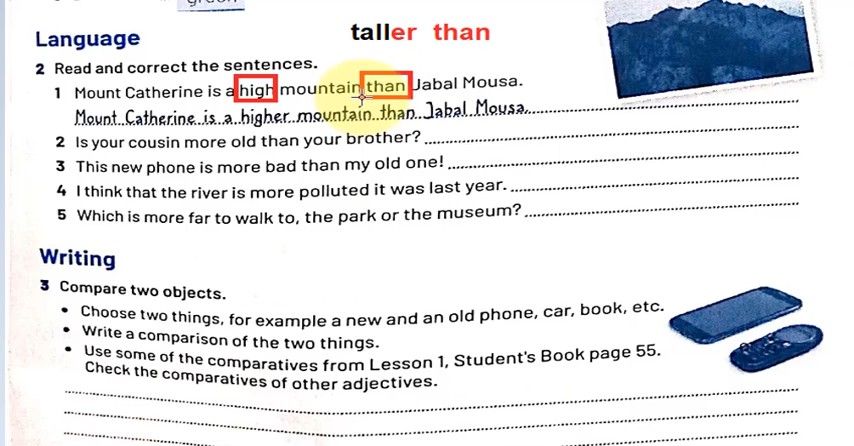 Language
taller than
2 Read and correct the sentences.
1 Mount Catherine is a high mountain than Jabal Mousa.
Mount Catherine is a higher mountain than Jabal Mousa.
2 Is your cousin more old than your brother?
3 This new phone is more bad than my old one!
4 I think that the river is more polluted it was last year.
5 Which is more far to walk to, the park or the museum?
Writing
3 Compare two objects.
• Choose two things, for example a new and an old phone, car, book, etc.
• Write a comparison of the two things.
• Use some of the comparatives from Lesson 1, Student's Book page 55.
Check the comparatives of other adjectives.